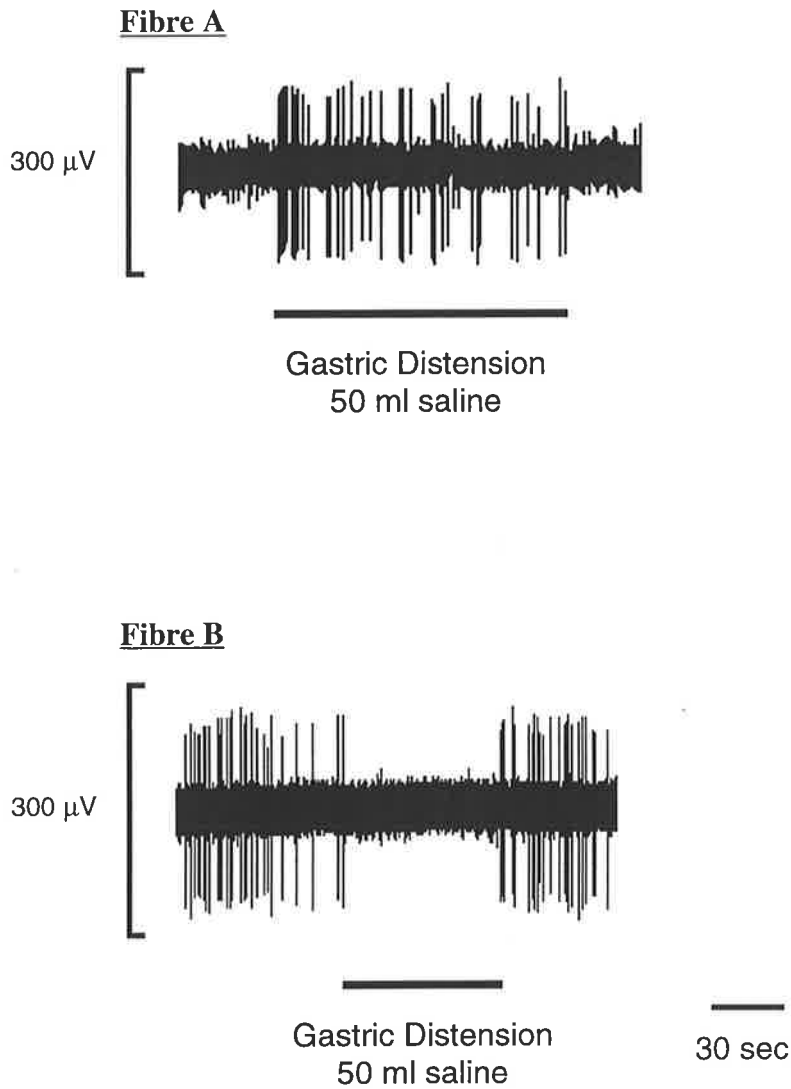 Fibre A
300 μV
Gastric Distension
50 ml saline
Fibre B
300 μV
Gastric Distension
50 ml saline
30 sec